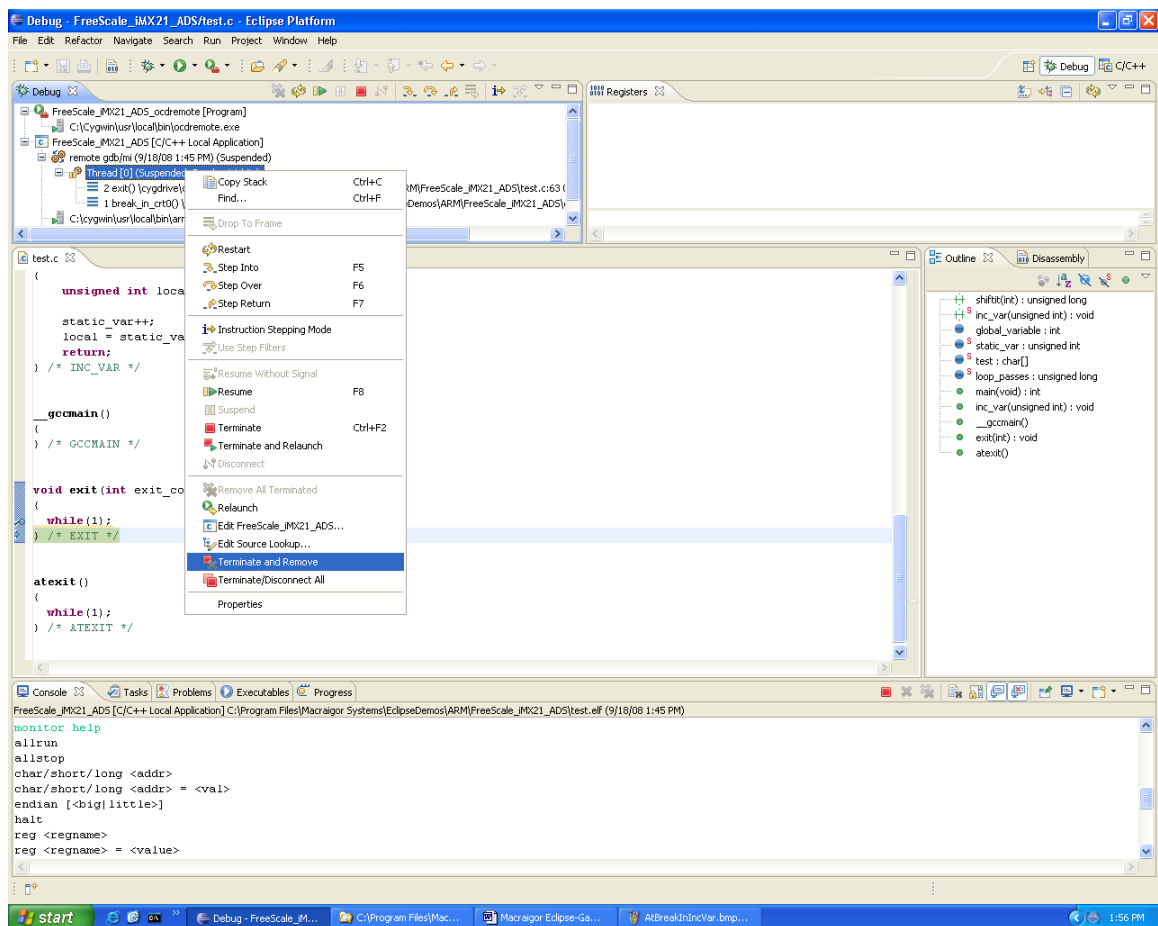 Debug - FreeScale_iMX21_ADS/test.c - Eclipse Platform
File Edit Refactor Navigate Search Run Project Window Help
Debug C/C++
Debug
FreeScale_iMX21_ADS_ocdremote [Program]
C:\Cygwin\usr\local\bin\ocdremote.exe
FreeScale_iMX21_ADS [C/C++ Local Application]
remote gdb/mi (9/18/08 1:45 PM) (Suspended)
Thread [0] (Suspended
2 exit() \cygdrive\
RM\FreeScale_iMX21_ADS\test.c:63
1 break_in_crt0() \
Demos\ARM\FreeScale_iMX21_ADS\
C:\cygwin\usr\local\bin\arr
Registers
Copy Stack Ctrl+C
Find... Ctrl+F
Drop To Frame
Restart
Step Into F5
Step Over F6
Step Return F7
Instruction Stepping Mode
Use Step Filters
Resume Without Signal
Resume F8
Suspend
Terminate Ctrl+F2
Terminate and Relaunch
Disconnect
Remove All Terminated
Relaunch
Edit FreeScale_iMX21_ADS...
Edit Source Lookup...
Terminate and Remove
Terminate/Disconnect All
Properties
test.c
{
unsigned int loca
static_var++;
local = static_va
return;
} /* INC_VAR */
__gccmain()
{
} /* GCCMAIN */
void exit(int exit_co
{
while(1);
} /* EXIT */
atexit()
{
while(1);
} /* ATEXIT */
Outline Disassembly
shiftit(int) : unsigned long
inc_var(unsigned int) : void
global_variable : int
static_var : unsigned int
test : char[]
loop_passes : unsigned long
main(void) : int
inc_var(unsigned int) : void
__gccmain()
exit(int) : void
atexit()
Console Tasks Problems Executables Progress
FreeScale_iMX21_ADS [C/C++ Local Application] C:\Program Files\Macraigor Systems\EclipseDemos\ARM\FreeScale_iMX21_ADS\test.elf (9/18/08 1:45 PM)
monitor help
allrun
allstop
char/short/long <addr>
char/short/long <addr> = <val>
endian [<big|little>]
halt
reg <regname>
reg <regname> = <value>
start
Debug - FreeScale_iM...
C:\Program Files\Mac...
Macraigor Eclipse-Ga...
AtBreakInIncVar.bmp...
1:56 PM